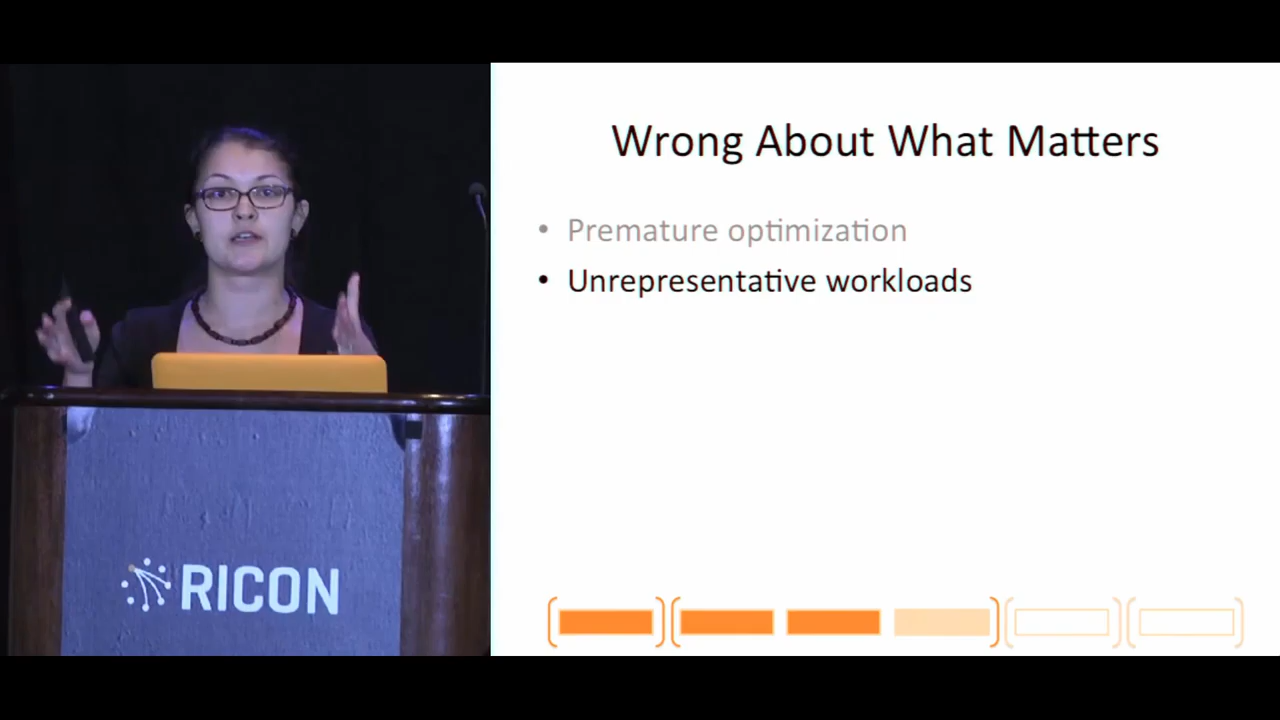 Wrong About What Matters
• Premature optimization
• Unrepresentative workloads
RICON